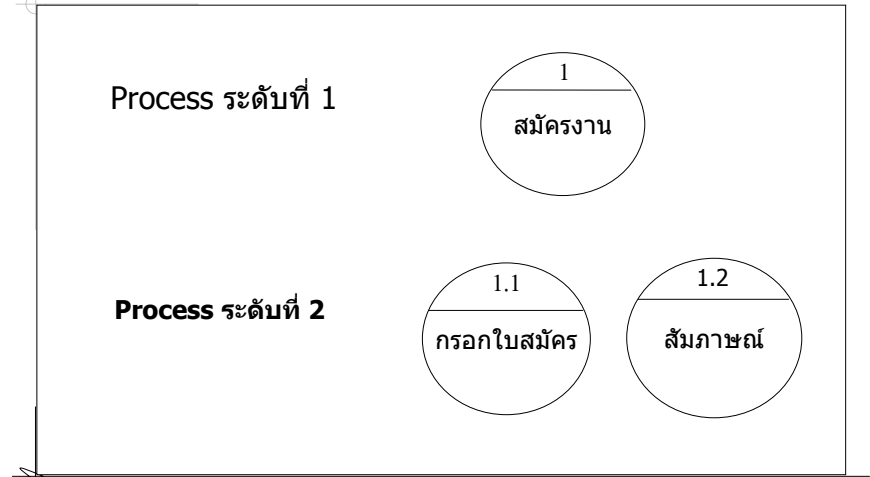 1
Process ระดับที่ 1
สมัครงาน
1.1
1.2
Process ระดับที่ 2
กรอกใบสมัคร
สัมภาษณ์